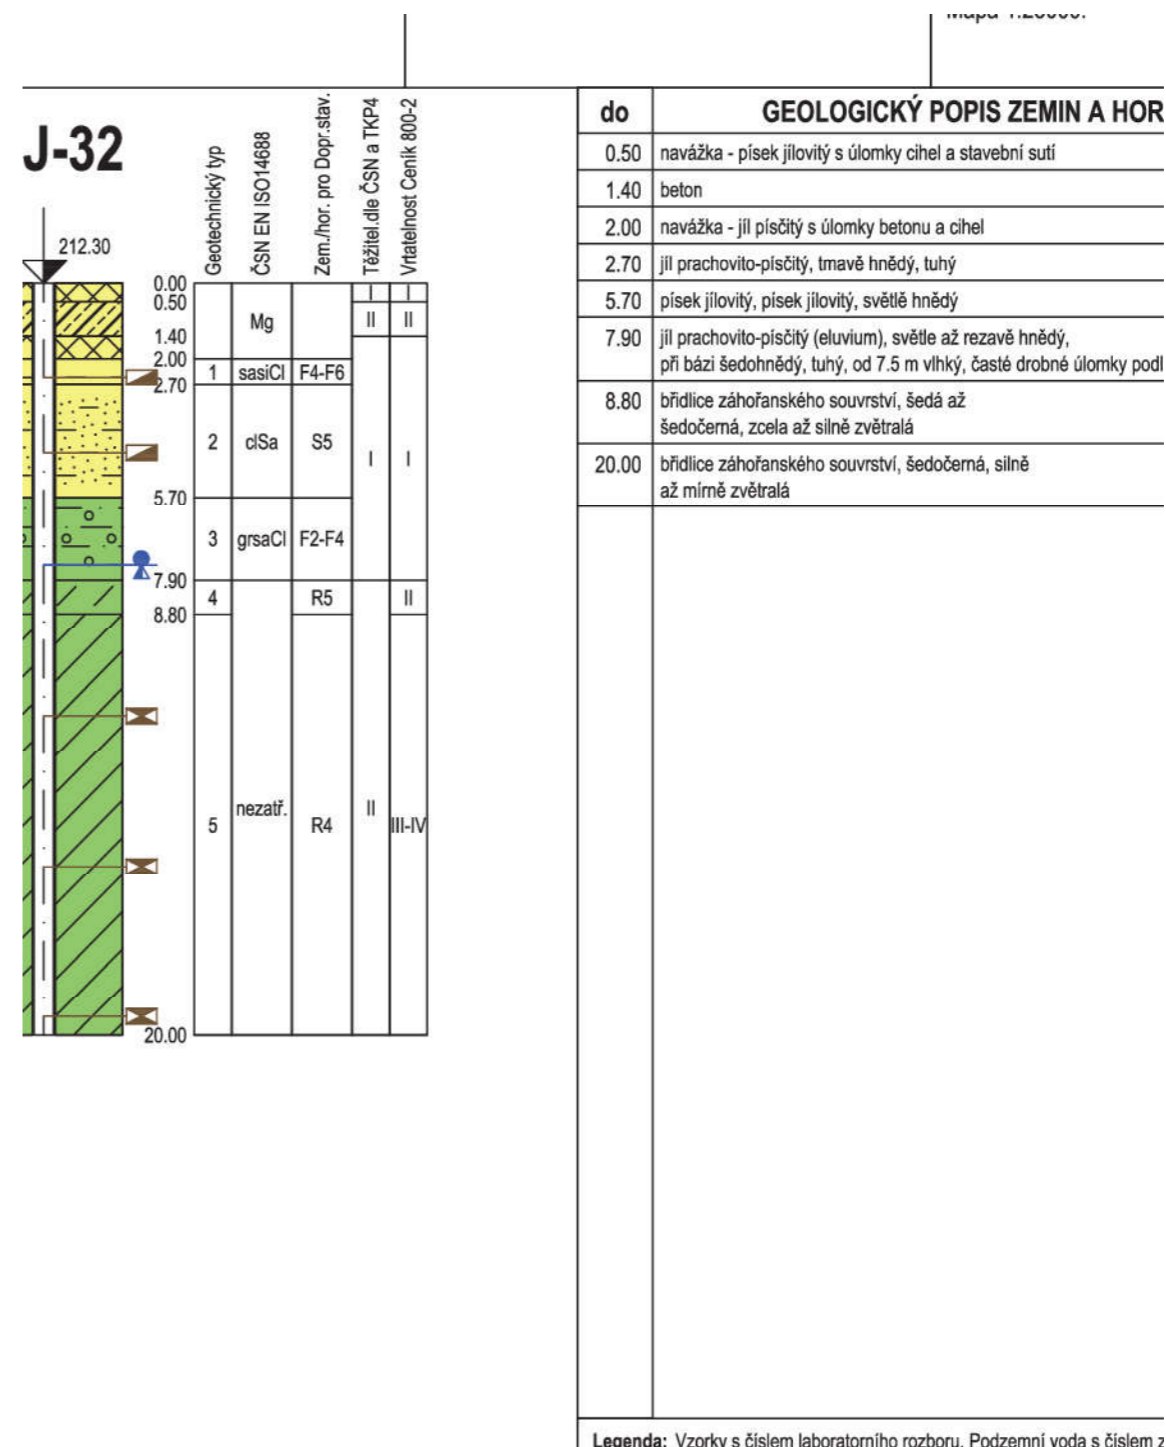 J-32
212.30
Geotechnický typ
ČSN EN ISO14688
Zem./hor. pro Dopr.stav.
Těžitel.dle ČSN a TKP4
Vrtatelnost Ceník 800-2
0.00
0.50
1.40
2.00
2.70
5.70
7.90
8.80
20.00
Mg
I I
II II
1 sasiCl F4-F6
2 clSa S5 I I
3 grsaCl F2-F4
4 R5 II
5 nezatř. R4 II III-IV
do GEOLOGICKÝ POPIS ZEMIN A HOR
0.50 navážka - písek jílovitý s úlomky cihel a stavební sutí
1.40 beton
2.00 navážka - jíl písčitý s úlomky betonu a cihel
2.70 jíl prachovito-písčitý, tmavě hnědý, tuhý
5.70 písek jílovitý, písek jílovitý, světlě hnědý
7.90 jíl prachovito-písčitý (eluvium), světle až rezavě hnědý,
při bázi šedohnědý, tuhý, od 7.5 m vlhký, časté drobné úlomky podl
8.80 břidlice záhořanského souvrství, šedá až
šedočerná, zcela až silně zvětralá
20.00 břidlice záhořanského souvrství, šedočerná, silně
až mírně zvětralá
Legenda: Vzorky s číslem laboratorního rozboru. Podzemní voda s číslem z